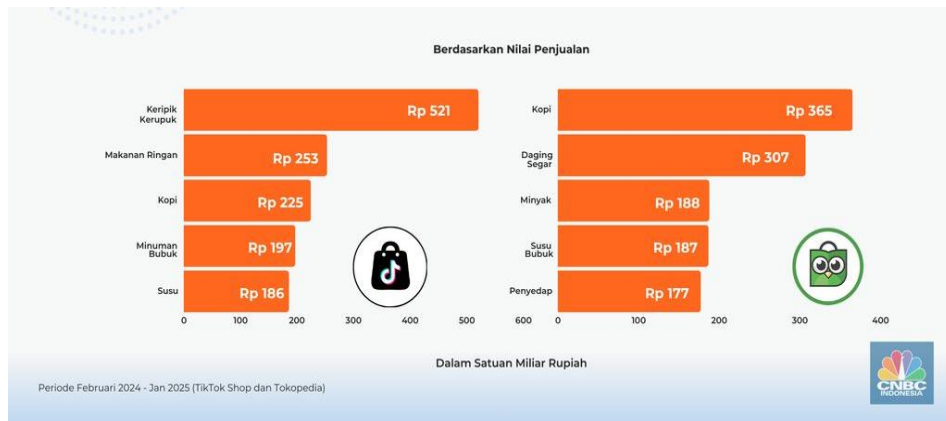 Berdasarkan Nilai Penjualan
Keripik
Kerupuk
Rp 521
Makanan Ringan
Rp 253
Kopi
Rp 225
Minuman
Bubuk
Rp 197
Susu
Rp 186
0 100 200 300 400 500 600
Kopi
Rp 365
Daging
Segar
Rp 307
Minyak
Rp 188
Susu
Bubuk
Rp 187
Penyedap
Rp 177
0 100 200 300 400
Dalam Satuan Miliar Rupiah
Periode Februari 2024 - Jan 2025 (TikTok Shop dan Tokopedia)
CNBC
INDONESIA